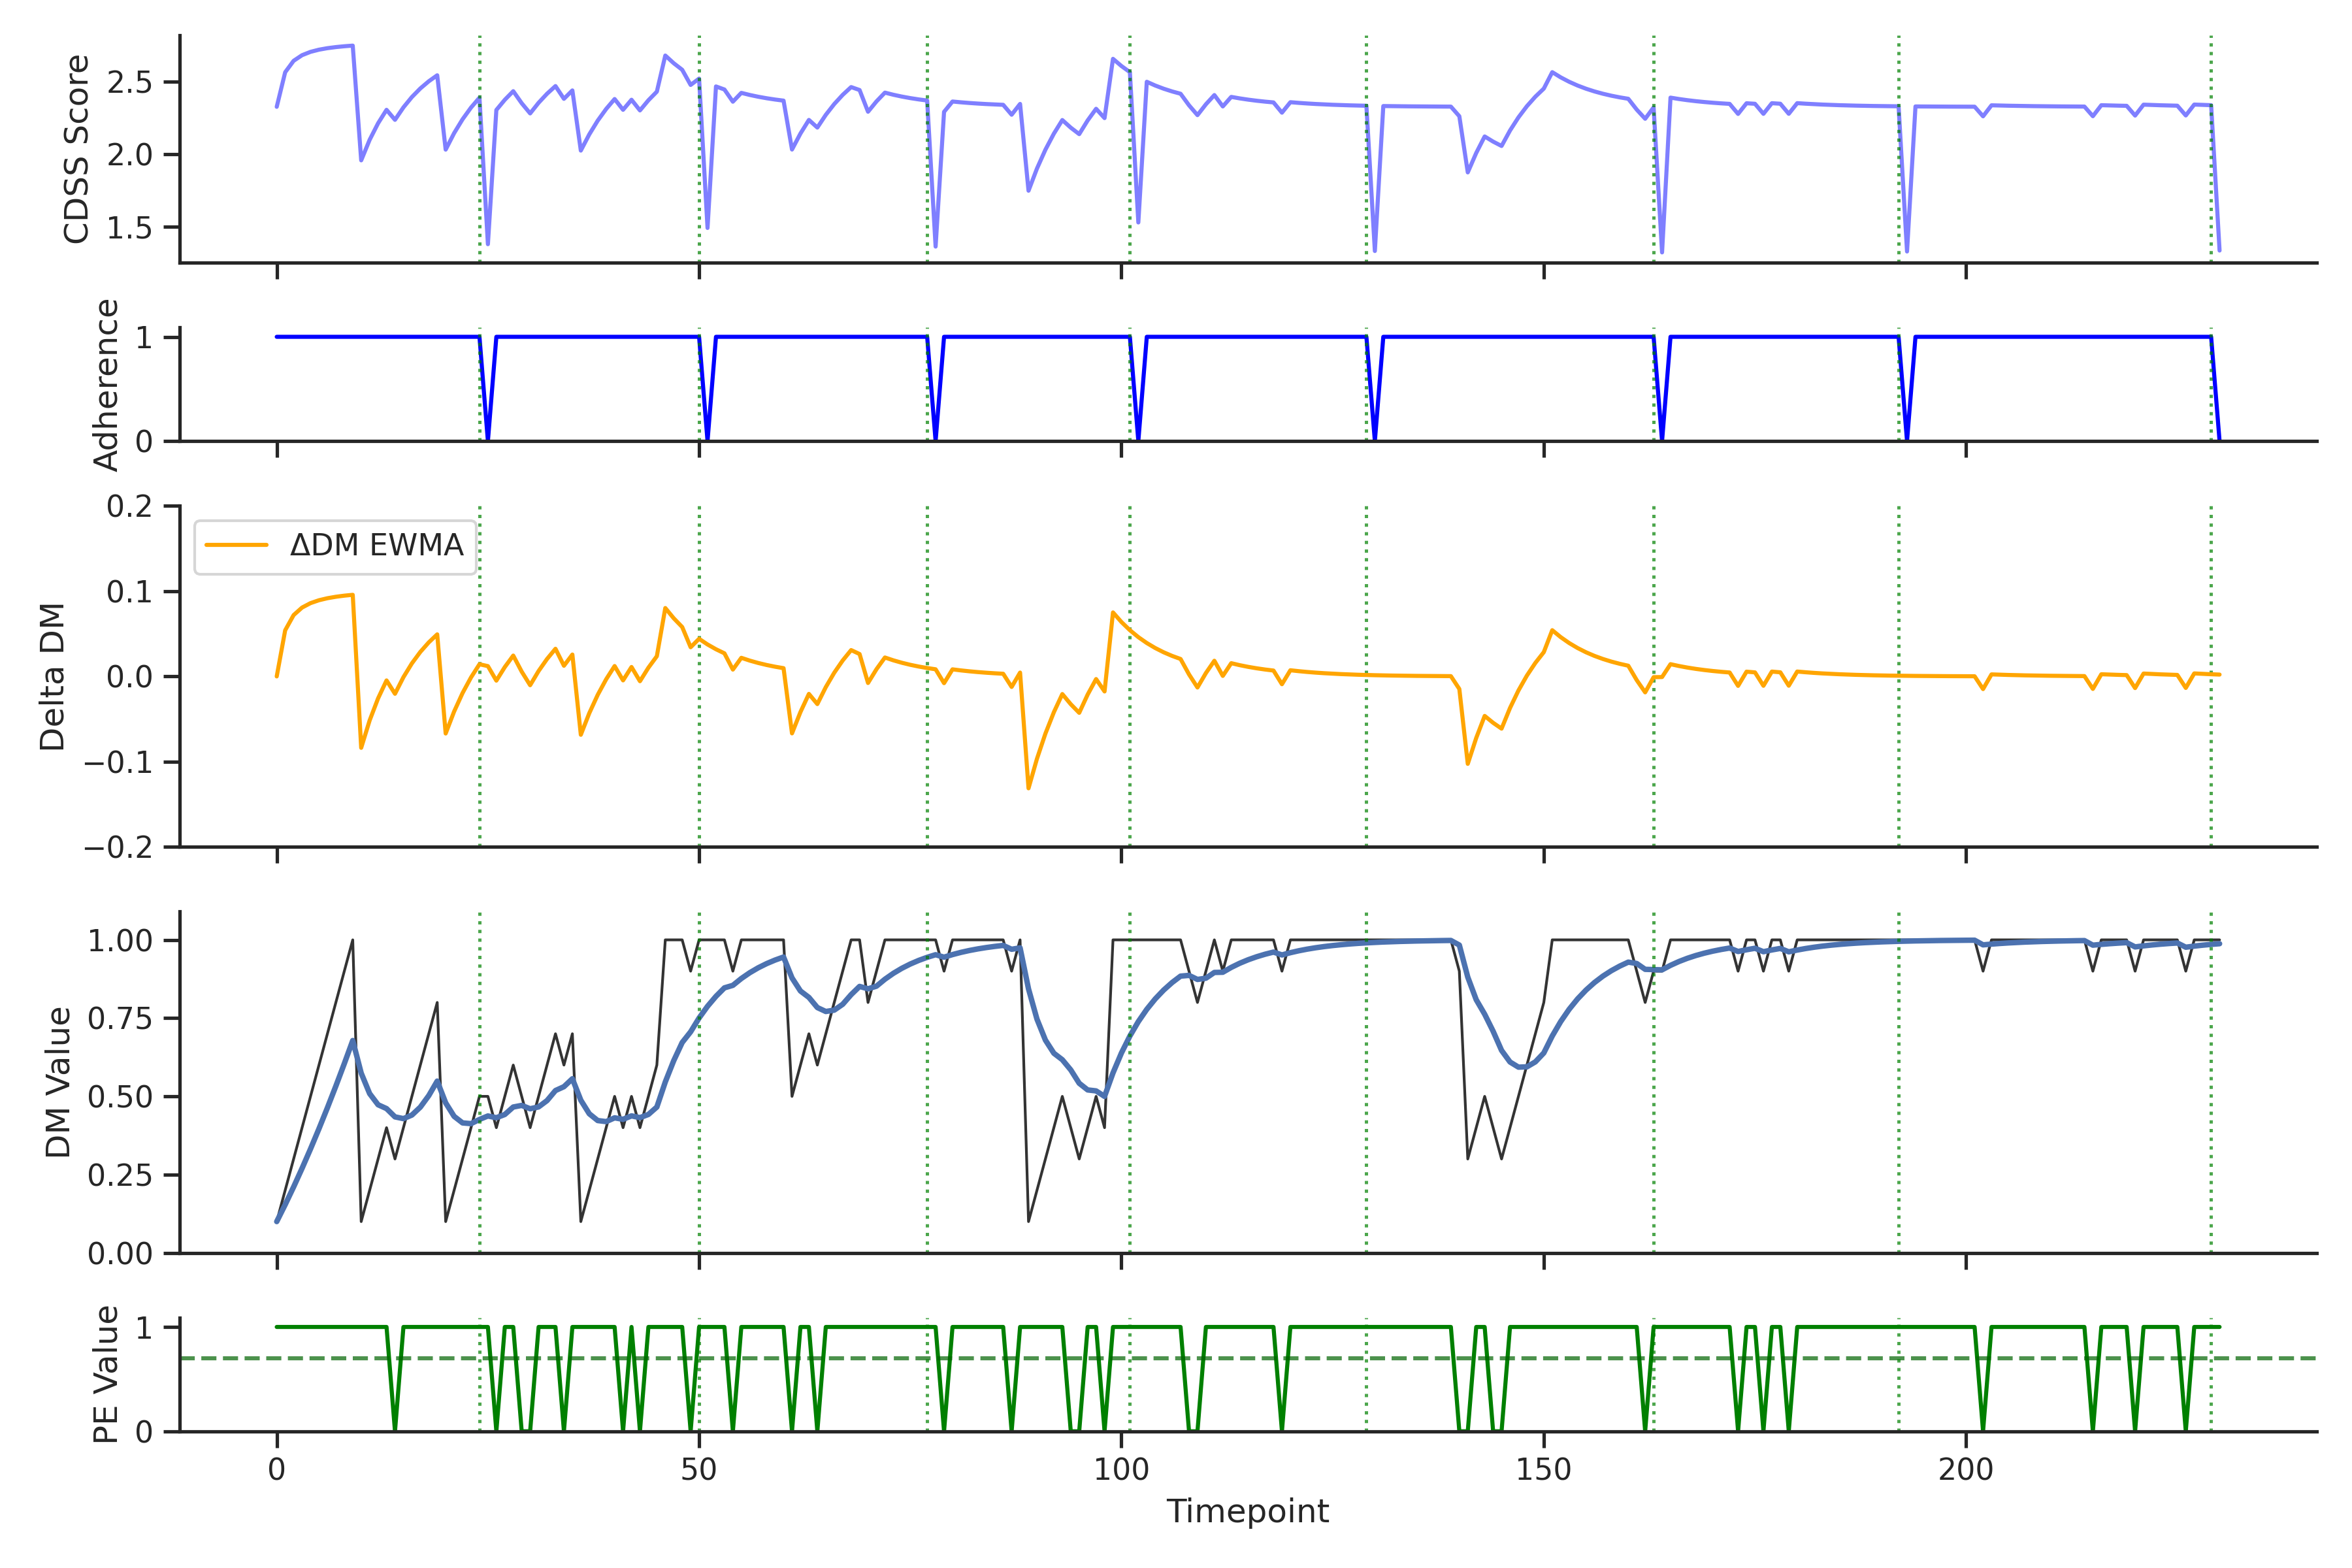 CDSS Score
2.5
2.0
1.5
Adherence
1
0
Delta DM
0.2
0.1
0.0
−0.1
−0.2
ΔDM EWMA
DM Value
1.00
0.75
0.50
0.25
0.00
PE Value
1
0
0 50 100 150 200
Timepoint